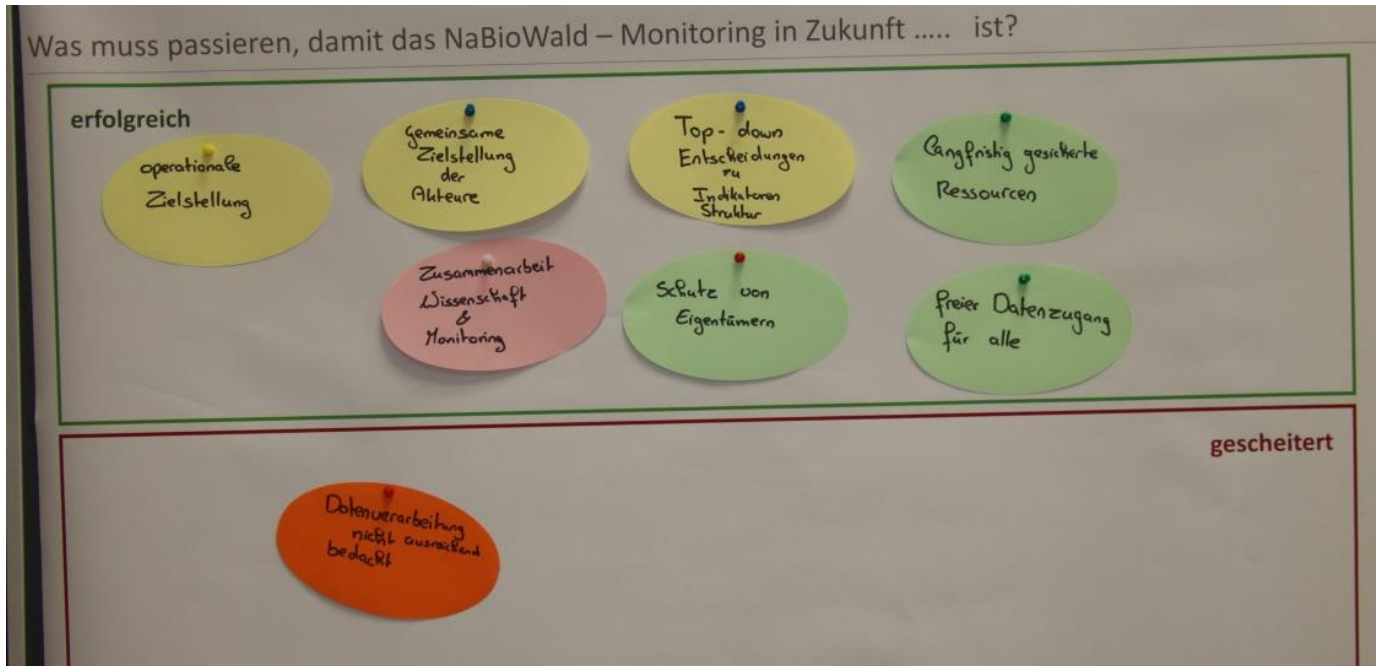 Was muss passieren, damit das NaBioWald – Monitoring in Zukunft ..... ist?
erfolgreich
operationale
Zielstellung
Gemeinsame
Zielstellung
der
Akteure
Top-down
Entscheidungen
zu
Indikatoren
Struktur
Langfristig gesicherte
Ressourcen
Zusammenarbeit
Wissenschaft
&
Monitoring
Schutz von
Eigentümern
freier Datenzugang
für alle
gescheitert
Datenverarbeitung
nicht ausreichend
bedacht